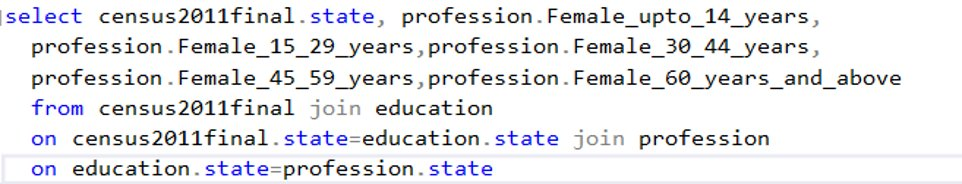 select census2011final.state, profession.Female_upto_14_years,
profession.Female_15_29_years,profession.Female_30_44_years,
profession.Female_45_59_years,profession.Female_60_years_and_above
from census2011final join education
on census2011final.state=education.state join profession
on education.state=profession.state